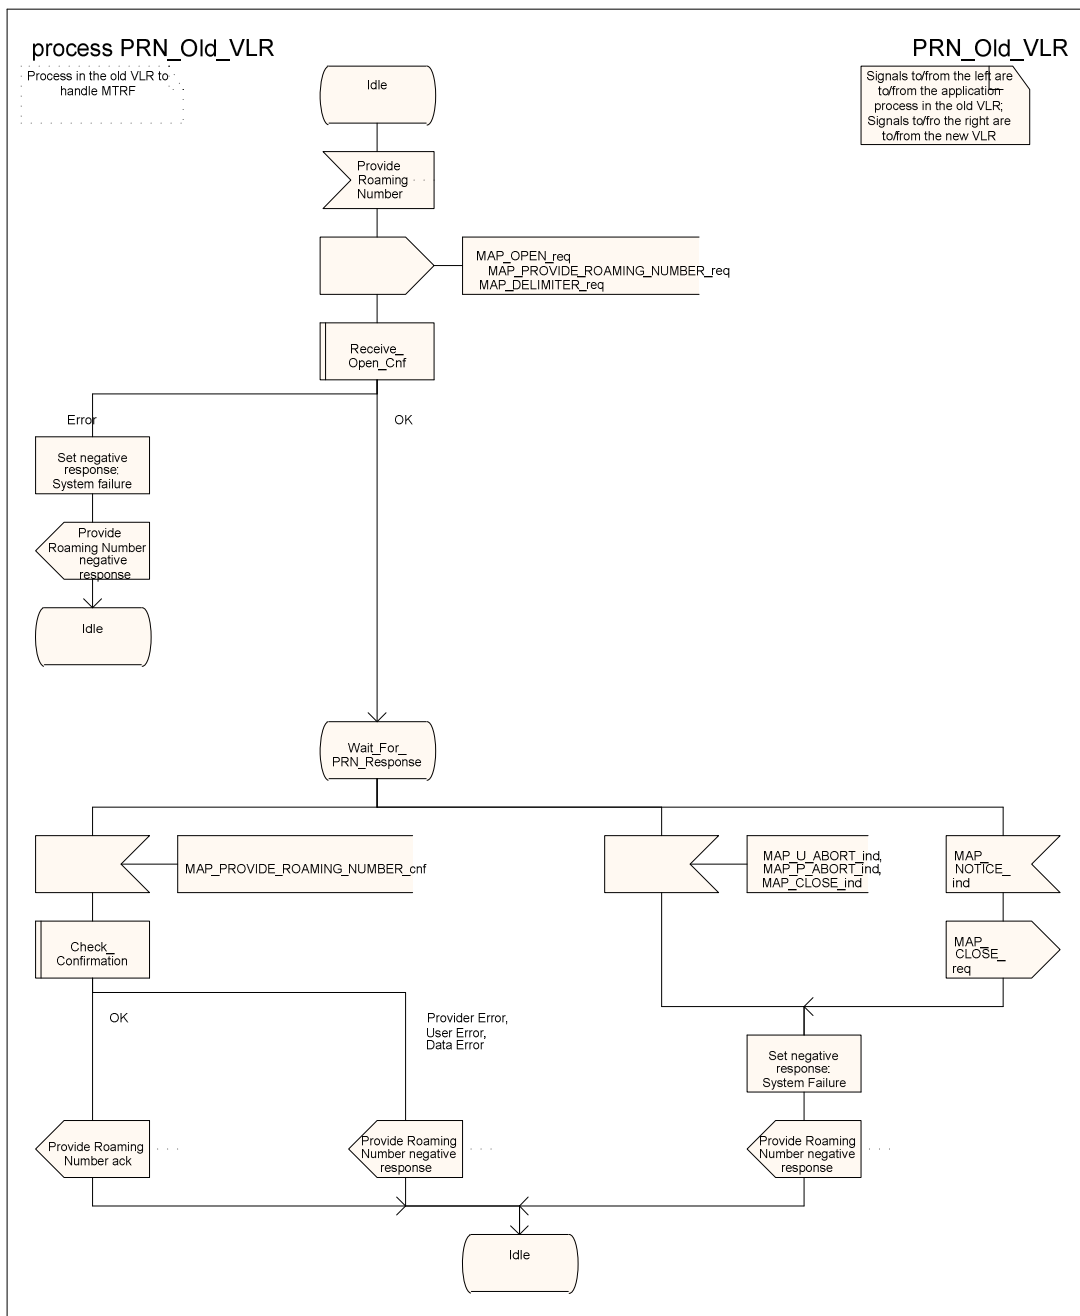 process PRN_Old_VLR
PRN_Old_VLR
Process in the old VLR to
handle MTRF
Signals to/from the left are
to/from the application
process in the old VLR;
Signals to/fro the right are
to/from the new VLR
Idle
Provide
Roaming
Number
MAP_OPEN_req
MAP_PROVIDE_ROAMING_NUMBER_req
MAP_DELIMITER_req
Receive_
Open_Cnf
Error
OK
Set negative
response:
System failure
Provide
Roaming Number
negative
response
Idle
Wait_For_
PRN_Response
MAP_PROVIDE_ROAMING_NUMBER_cnf
MAP_U_ABORT_ind,
MAP_P_ABORT_ind,
MAP_CLOSE_ind
MAP_
NOTICE_
ind
Check_
Confirmation
MAP_
CLOSE_
req
OK
Provider Error,
User Error,
Data Error
Set negative
response:
System Failure
Provide Roaming
Number ack
Provide Roaming
Number negative
response
Provide Roaming
Number negative
response
Idle